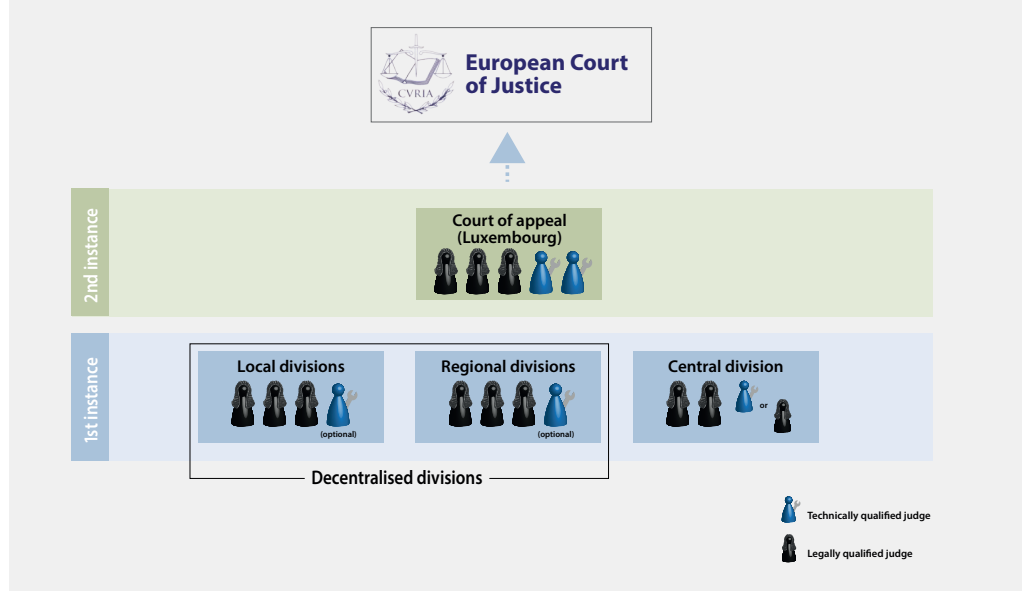 CVRIA
European Court
of Justice
2nd instance
Court of appeal
(Luxembourg)
1st instance
Local divisions
(optional)
Regional divisions
(optional)
Central division
or
Decentralised divisions
Technically qualified judge
Legally qualified judge